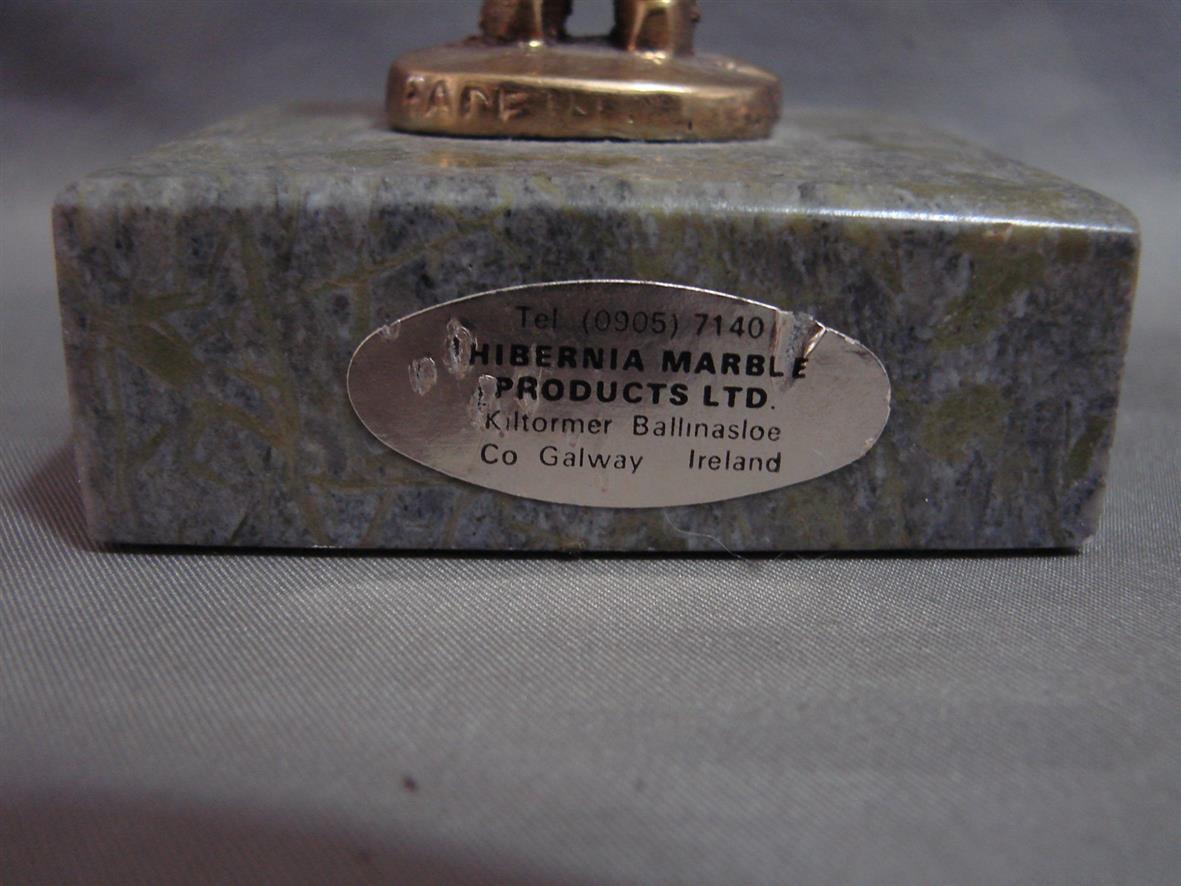 Tel (0905) 7140
HIBERNIA MARBLE
PRODUCTS LTD.
Kiltormer Ballinasloe
Co Galway Ireland